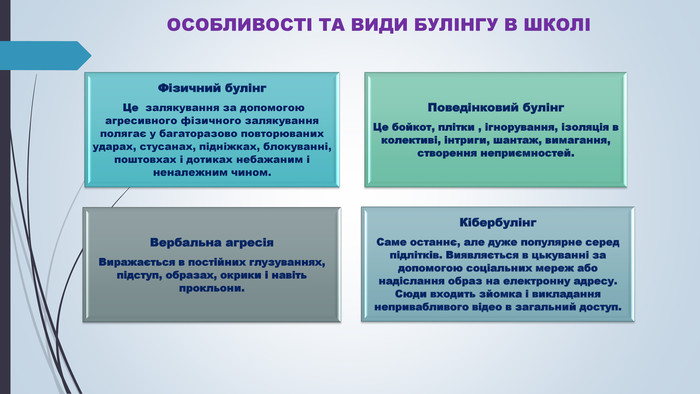 ОСОБЛИВОСТІ ТА ВИДИ БУЛІНГУ В ШКОЛІ
Фізичний булінг
Це залякування за допомогою
агресивного фізичного залякування
полягає у багаторазово повторюваних
ударах, стусанах, підніжках, блокуванні,
поштовхах і дотиках небажаним і
неналежним чином.
Поведінковий булінг
Це бойкот, плітки , ігнорування, ізоляція в
колективі, інтриги, шантаж, вимагання,
створення неприємностей.
Вербальна агресія
Виражається в постійних глузуваннях,
підступ, образах, окрики і навіть
прокльони.
Кібербулінг
Саме останнє, але дуже популярне серед
підлітків. Виявляється в цькуванні за
допомогою соціальних мереж або
надіслання образ на електронну адресу.
Сюди входить зйомка і викладання
непривабливого відео в загальний доступ.